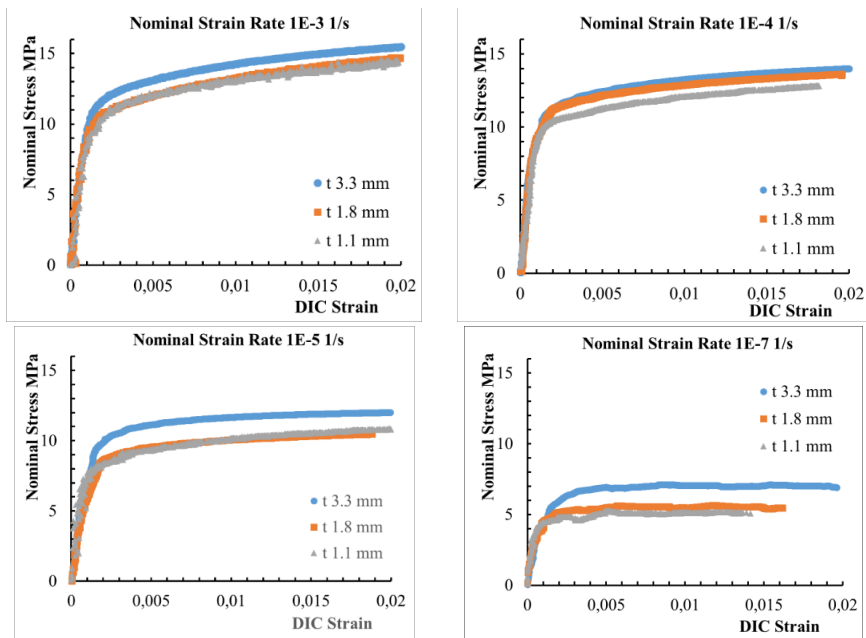 Nominal Strain Rate 1E-3 1/s
Nominal Stress MPa
15
10
5
0
t 3.3 mm
t 1.8 mm
t 1.1 mm
0 0,005 0,01 0,015 0,02
DIC Strain
Nominal Strain Rate 1E-4 1/s
Nominal Stress MPa
15
10
5
0
t 3.3 mm
t 1.8 mm
t 1.1 mm
0 0,005 0,01 0,015 0,02
DIC Strain
Nominal Strain Rate 1E-5 1/s
Nominal Stress MPa
15
10
5
0
t 3.3 mm
t 1.8 mm
t 1.1 mm
0 0,005 0,01 0,015 0,02
DIC Strain
Nominal Strain Rate 1E-7 1/s
Nominal Stress MPa
15
10
5
0
t 3.3 mm
t 1.8 mm
t 1.1 mm
0 0,005 0,01 0,015 0,02
DIC Strain